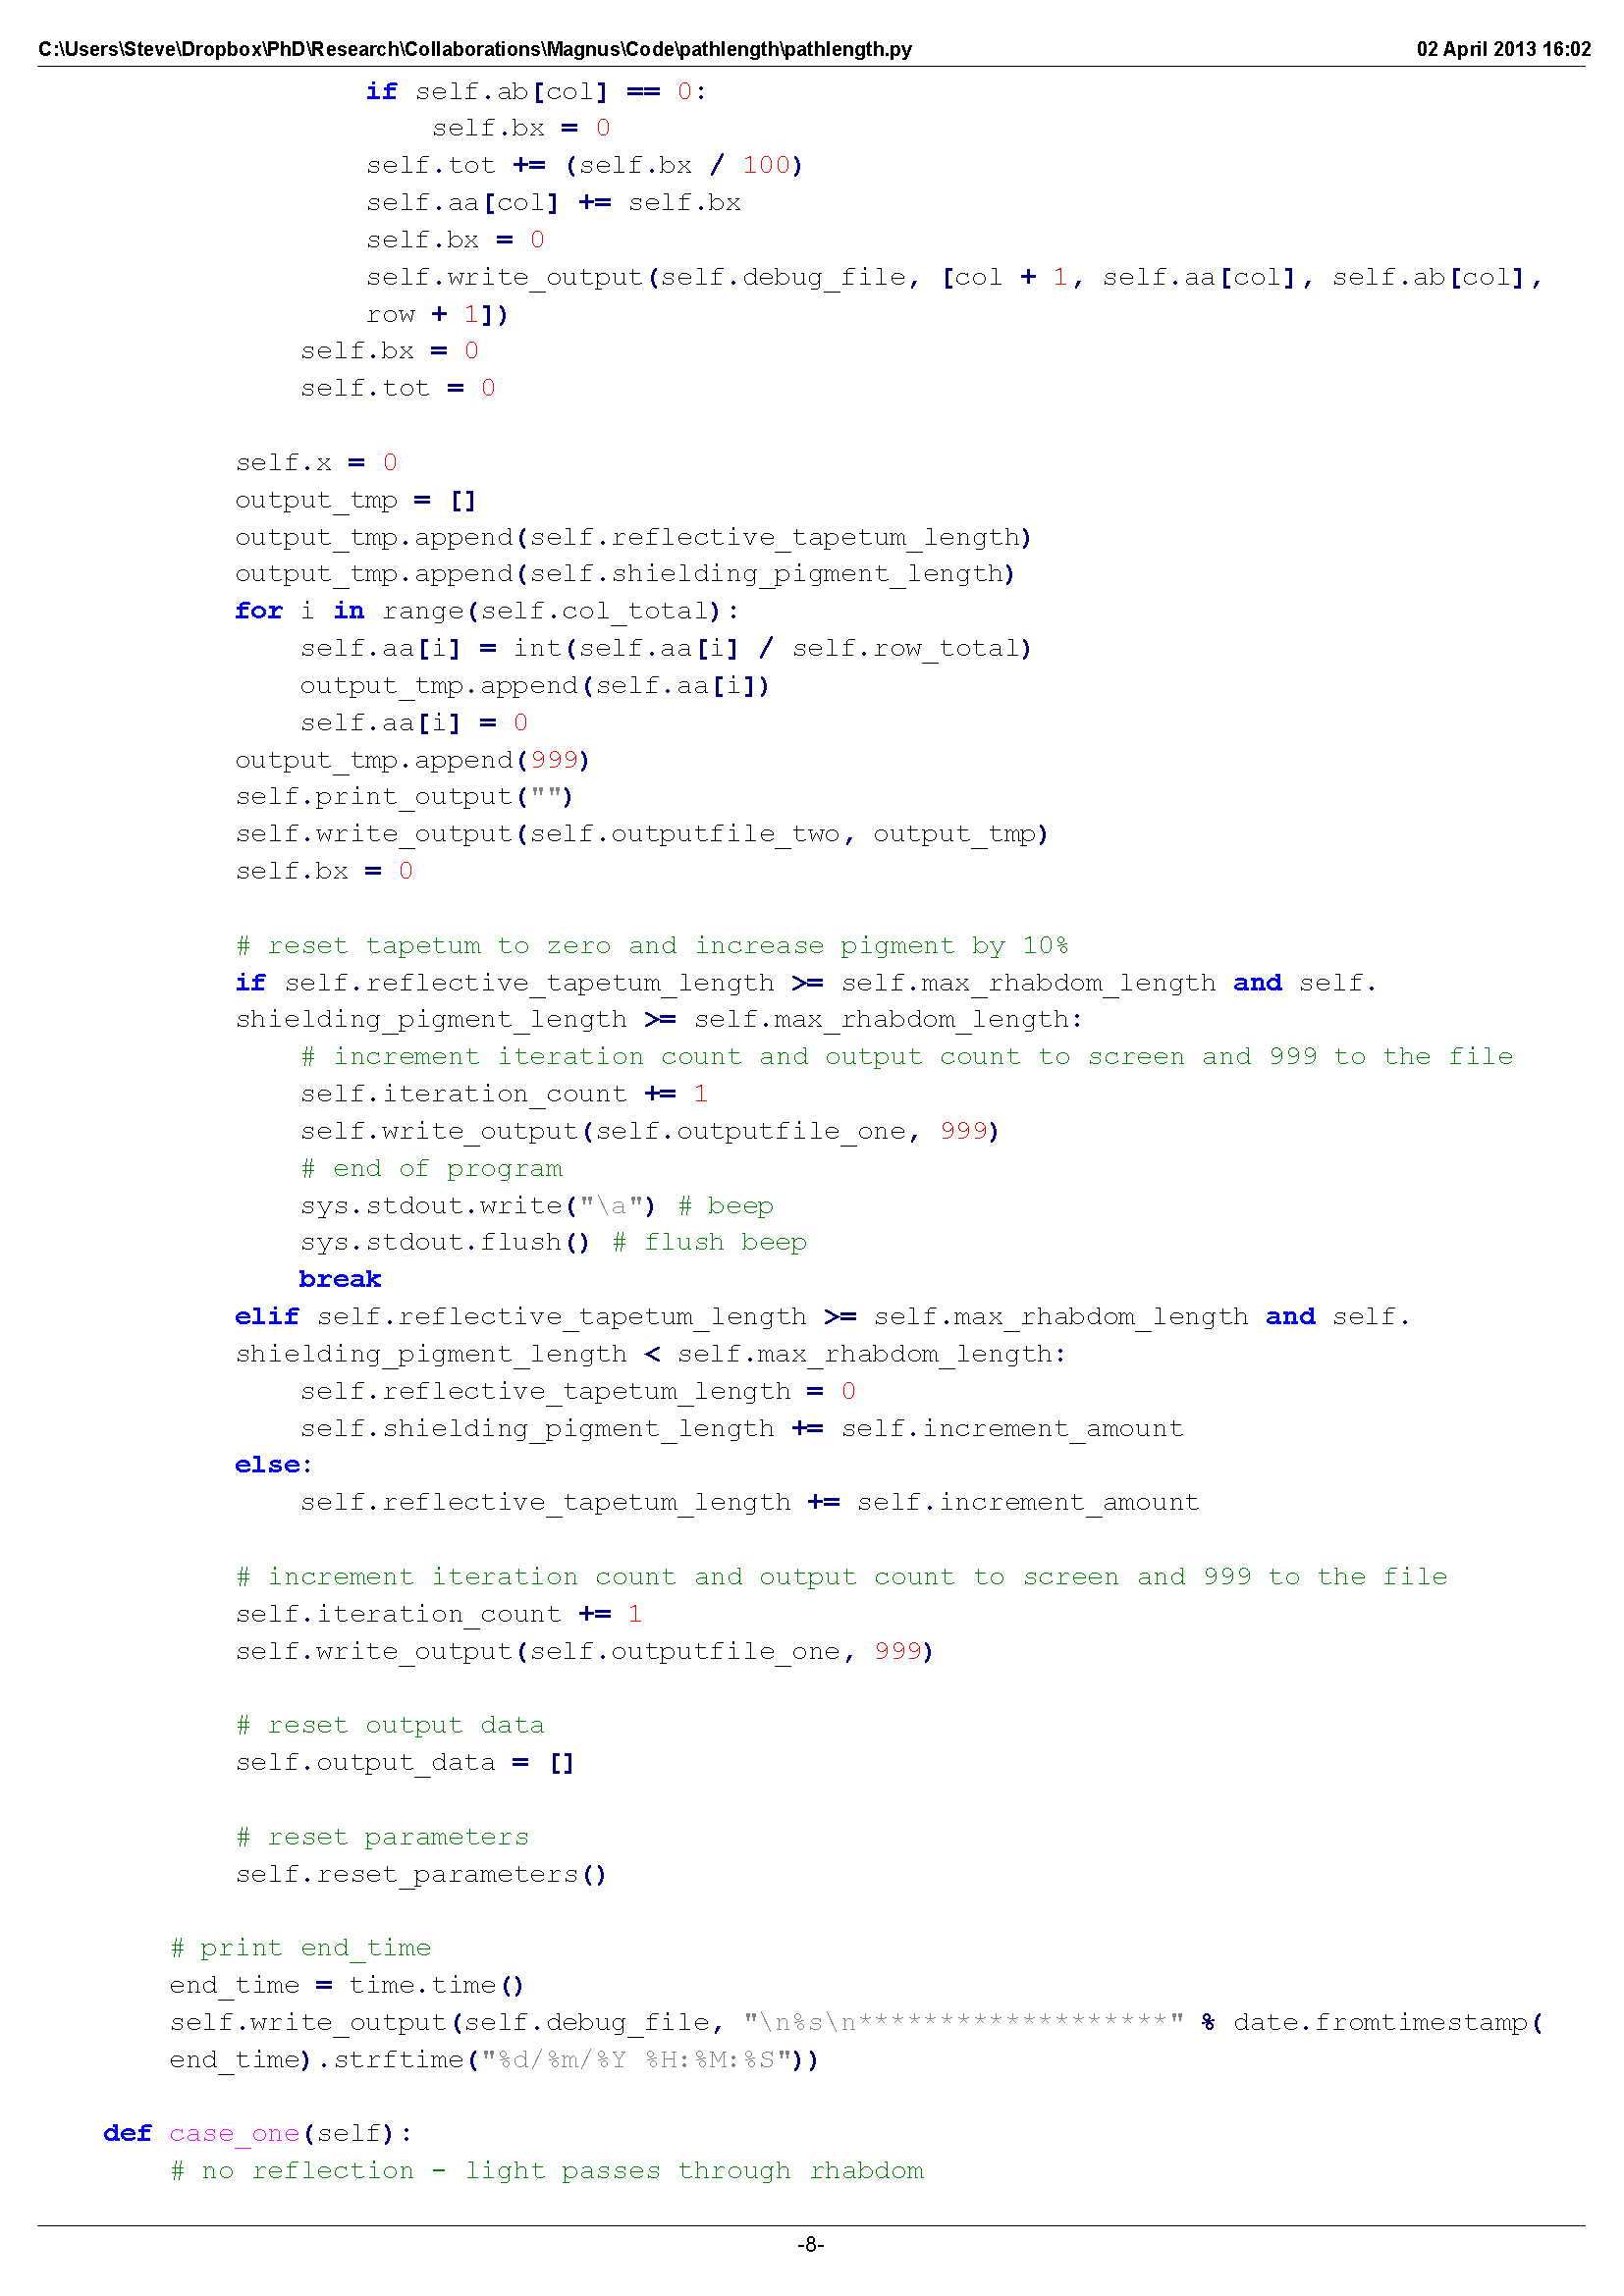 C:\Users\Steve\Dropbox\PhD\Research\Collaborations\Magnus\Code\pathlength\pathlength.py 02 April 2013 16:02
if self.ab[col] == 0:
self.bx = 0
self.tot += (self.bx / 100)
self.aa[col] += self.bx
self.bx = 0
self.write_output(self.debug_file, [col + 1, self.aa[col], self.ab[col],
row + 1])
self.bx = 0
self.tot = 0
self.x = 0
output_tmp = []
output_tmp.append(self.reflective_tapetum_length)
output_tmp.append(self.shielding_pigment_length)
for i in range(self.col_total):
self.aa[i] = int(self.aa[i] / self.row_total)
output_tmp.append(self.aa[i])
self.aa[i] = 0
output_tmp.append(999)
self.print_output("")
self.write_output(self.outputfile_two, output_tmp)
self.bx = 0
# reset tapetum to zero and increase pigment by 10%
if self.reflective_tapetum_length >= self.max_rhabdom_length and self.
shielding_pigment_length >= self.max_rhabdom_length:
# increment iteration count and output count to screen and 999 to the file
self.iteration_count += 1
self.write_output(self.outputfile_one, 999)
# end of program
sys.stdout.write("\a") # beep
sys.stdout.flush() # flush beep
break
elif self.reflective_tapetum_length >= self.max_rhabdom_length and self.
shielding_pigment_length < self.max_rhabdom_length:
self.reflective_tapetum_length = 0
self.shielding_pigment_length += self.increment_amount
else:
self.reflective_tapetum_length += self.increment_amount
# increment iteration count and output count to screen and 999 to the file
self.iteration_count += 1
self.write_output(self.outputfile_one, 999)
# reset output data
self.output_data = []
# reset parameters
self.reset_parameters()
# print end_time
end_time = time.time()
self.write_output(self.debug_file, "\n%s\n*******************" % date.fromtimestamp(
end_time).strftime("%d/%m/%Y %H:%M:%S"))
def case_one(self):
# no reflection - light passes through rhabdom
-8-